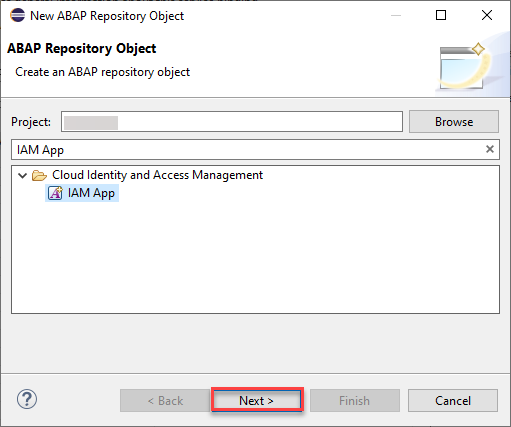 New ABAP Repository Object
ABAP Repository Object
Create an ABAP repository object
Project:
Browse
IAM App
Cloud Identity and Access Management
IAM App
?
< Back
Next >
Finish
Cancel